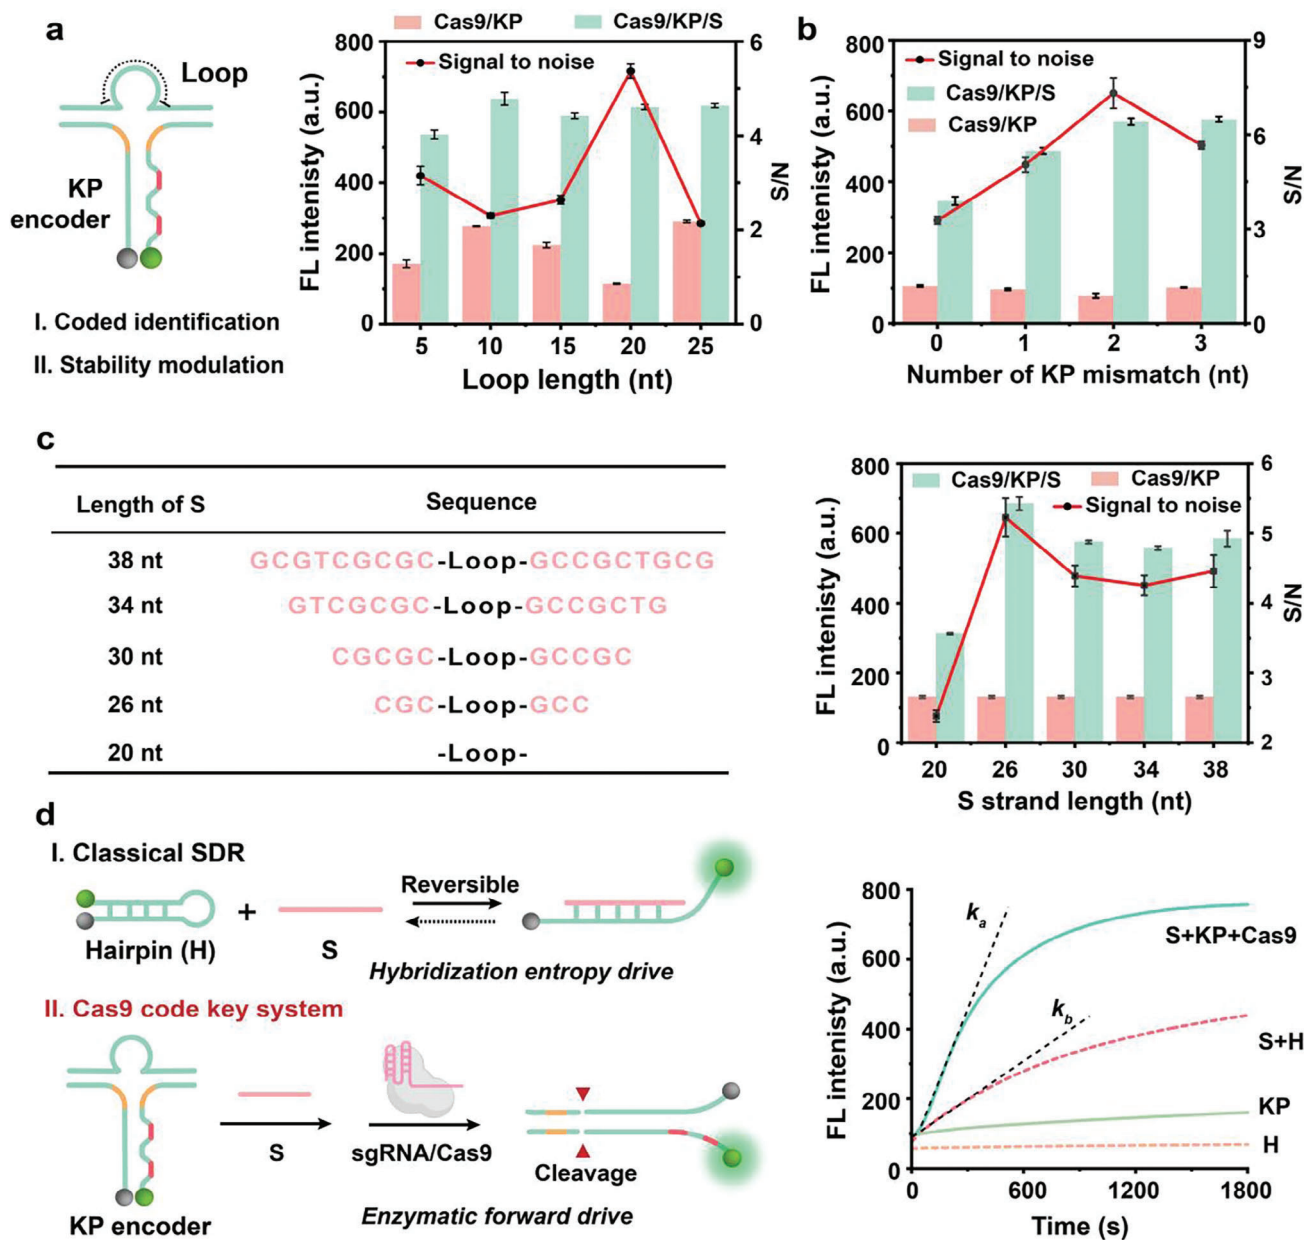 a
Loop
KP
encoder
I. Coded identification
II. Stability modulation
Cas9/KP
Cas9/KP/S
Signal to noise
FL intenisty (a.u.)
800
600
400
200
0
6
4
2
0
S/N
5 10 15 20 25
Loop length (nt)
b
Signal to noise
Cas9/KP/S
Cas9/KP
FL intenisty (a.u.)
800
600
400
200
0
9
6
3
0
S/N
0 1 2 3
Number of KP mismatch (nt)
c
Length of S Sequence
38 nt GCGTCGCGC-Loop-GCCGCTGCG
34 nt GTCGCGC-Loop-GCCGCTG
30 nt CGCGC-Loop-GCCGC
26 nt CGC-Loop-GCC
20 nt -Loop-
Cas9/KP/S
Cas9/KP
Signal to noise
FL intenisty (a.u.)
800
600
400
200
0
6
5
4
3
2
S/N
20 26 30 34 38
S strand length (nt)
d
I. Classical SDR
Hairpin (H)
+
S
Reversible
Hybridization entropy drive
II. Cas9 code key system
KP encoder
S
sgRNA/Cas9
Cleavage
Enzymatic forward drive
FL intenisty (a.u.)
800
600
400
200
0
ka
kb
S+KP+Cas9
S+H
KP
H
0 600 1200 1800
Time (s)